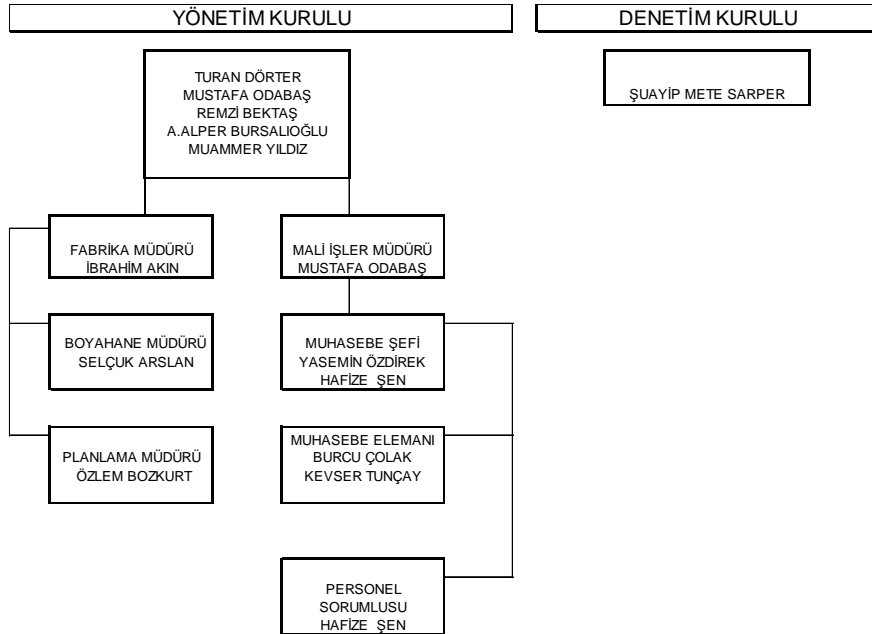 YÖNETİM KURULU
DENETİM KURULU
TURAN DÖRTER
MUSTAFA ODABAŞ
REMZİ BEKTAŞ
A.ALPER BURSALIOĞLU
MUAMMER YILDIZ
ŞUAYİP METE SARPER
FABRİKA MÜDÜRÜ
İBRAHİM AKIN
MALİ İŞLER MÜDÜRÜ
MUSTAFA ODABAŞ
BOYAHANE MÜDÜRÜ
SELÇUK ARSLAN
MUHASEBE ŞEFİ
YASEMİN ÖZDİREK
HAFİZE ŞEN
PLANLAMA MÜDÜRÜ
ÖZLEM BOZKURT
MUHASEBE ELEMANI
BURCU ÇOLAK
KEVSER TUNÇAY
PERSONEL
SORUMLUSU
HAFİZE ŞEN